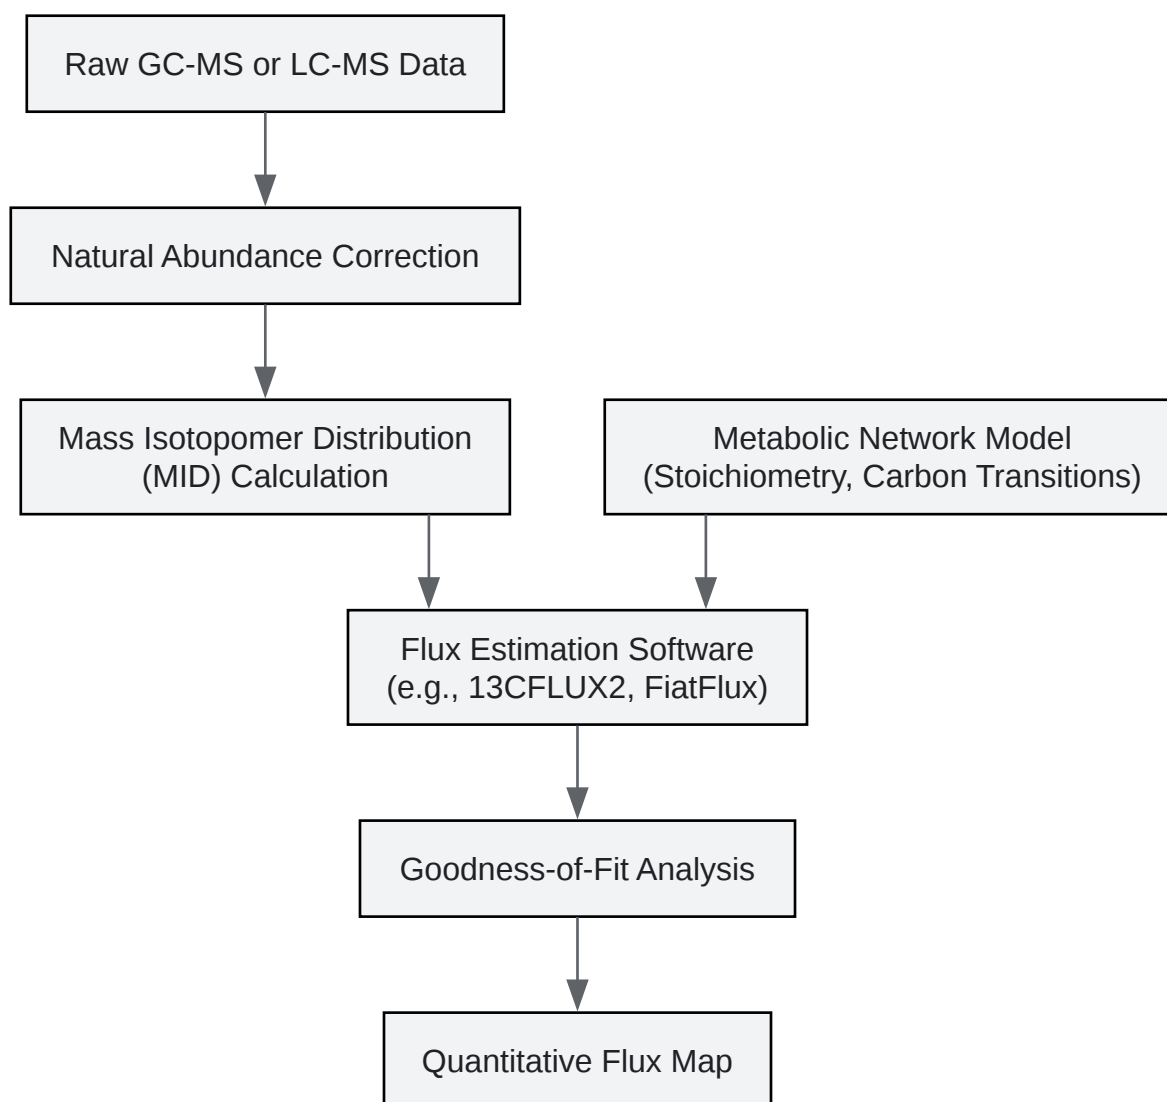 Raw GC-MS or LC-MS Data
Natural Abundance Correction
Mass Isotopomer Distribution
(MID) Calculation
Metabolic Network Model
(Stoichiometry, Carbon Transitions)
Flux Estimation Software
(e.g., 13CFLUX2, FiatFlux)
Goodness-of-Fit Analysis
Quantitative Flux Map